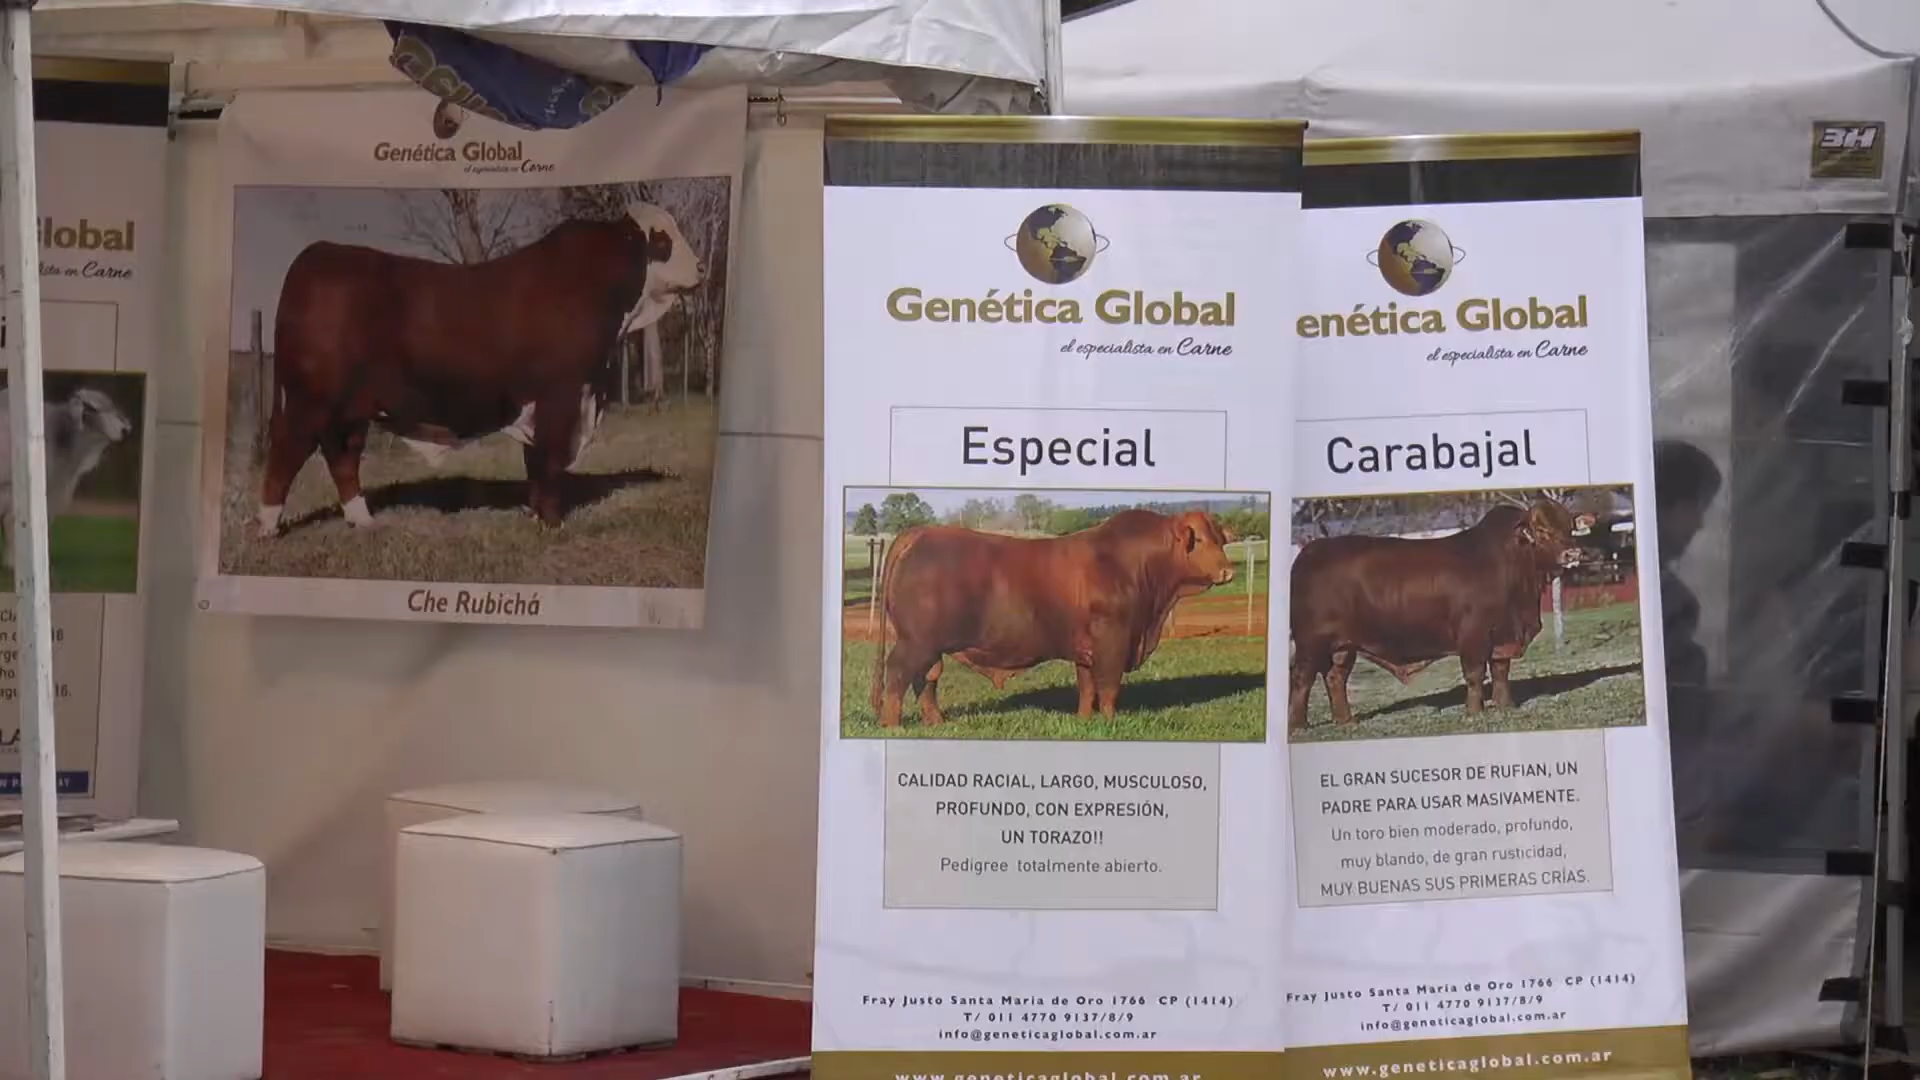 Genética Global
el especialista en Carne
Che Rubichá
Global
en Carne
Genética Global
el especialista en Carne
Especial
CALIDAD RACIAL, LARGO, MUSCULOSO,
PROFUNDO, CON EXPRESIÓN,
UN TORAZO!!
Pedigree totalmente abierto.
Fray Justo Santa Maria de Oro 1766 CP (1414)
T/ 011 4770 9137/8/9
info@geneticaglobal.com.ar
www.geneticaglobal.com.ar
enética Global
el especialista en Carne
Carabajal
EL GRAN SUCESOR DE RUFIAN, UN
PADRE PARA USAR MASIVAMENTE.
Un toro bien moderado, profundo,
muy blando, de gran rusticidad,
MUY BUENAS SUS PRIMERAS CRÍAS.
Fray Justo Santa Maria de Oro 1766 CP (1414)
T/ 011 4770 9137/8/9
info@geneticaglobal.com.ar
www.geneticaglobal.com.ar
3H